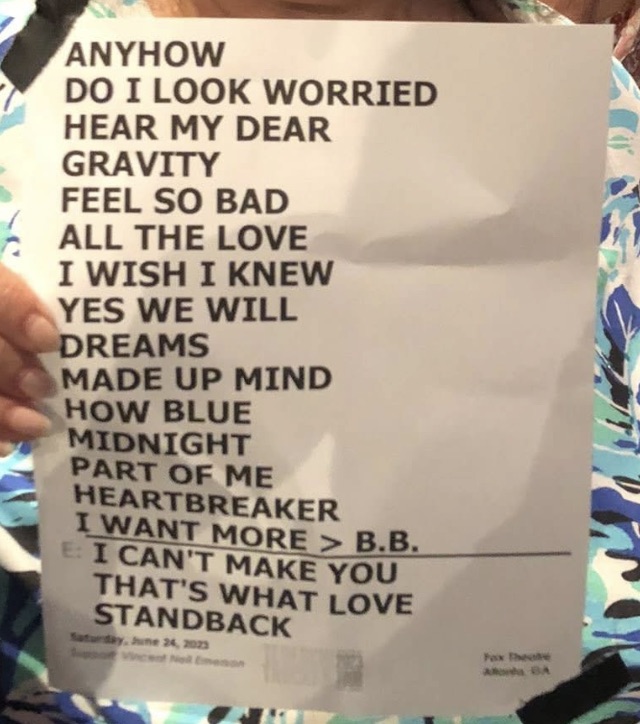 ANYHOW
DO I LOOK WORRIED
HEAR MY DEAR
GRAVITY
FEEL SO BAD
ALL THE LOVE
I WISH I KNEW
YES WE WILL
DREAMS
MADE UP MIND
HOW BLUE
MIDNIGHT
PART OF ME
HEARTBREAKER
I WANT MORE > B.B.
E: I CAN'T MAKE YOU
THAT'S WHAT LOVE
STANDBACK
Saturday, June 24, 2023
Support Vincent Neil Emerson
Fox Theatre
Atlanta, GA